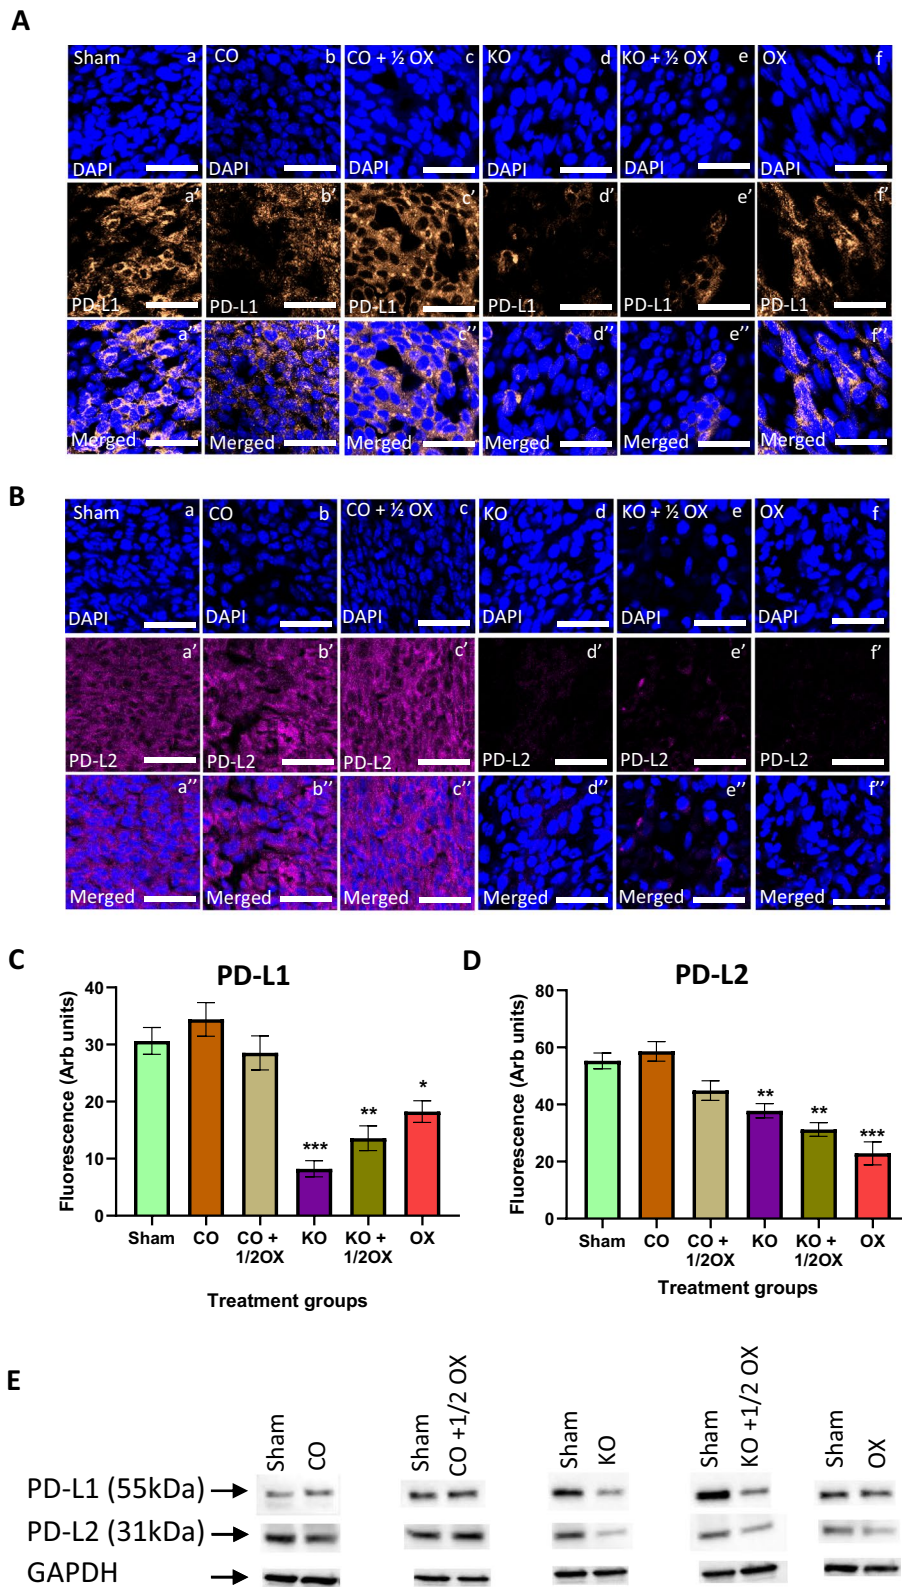 A
Sham a CO b CO + ½ OX c KO d KO + ½ OX e OX f
DAPI DAPI DAPI DAPI DAPI DAPI
a' b' c' d' e' f'
PD-L1 PD-L1 PD-L1 PD-L1 PD-L1 PD-L1
a'' b'' c'' d'' e'' f''
Merged Merged Merged Merged Merged Merged
B
Sham a CO b CO + ½ OX c KO d KO + ½ OX e OX f
DAPI DAPI DAPI DAPI DAPI DAPI
a' b' c' d' e' f'
PD-L2 PD-L2 PD-L2 PD-L2 PD-L2 PD-L2
a'' b'' c'' d'' e'' f''
Merged Merged Merged Merged Merged Merged
C
PD-L1
Fluorescence (Arb units)
40
30
20
10
0
***
**
*
Sham CO CO + 1/2OX KO KO + 1/2OX OX
Treatment groups
D
PD-L2
Fluorescence (Arb units)
80
60
40
20
0
**
**
***
Sham CO CO + 1/2OX KO KO + 1/2OX OX
Treatment groups
E
Sham CO Sham CO +1/2 OX Sham KO Sham KO +1/2 OX Sham OX
PD-L1 (55kDa)
PD-L2 (31kDa)
GAPDH